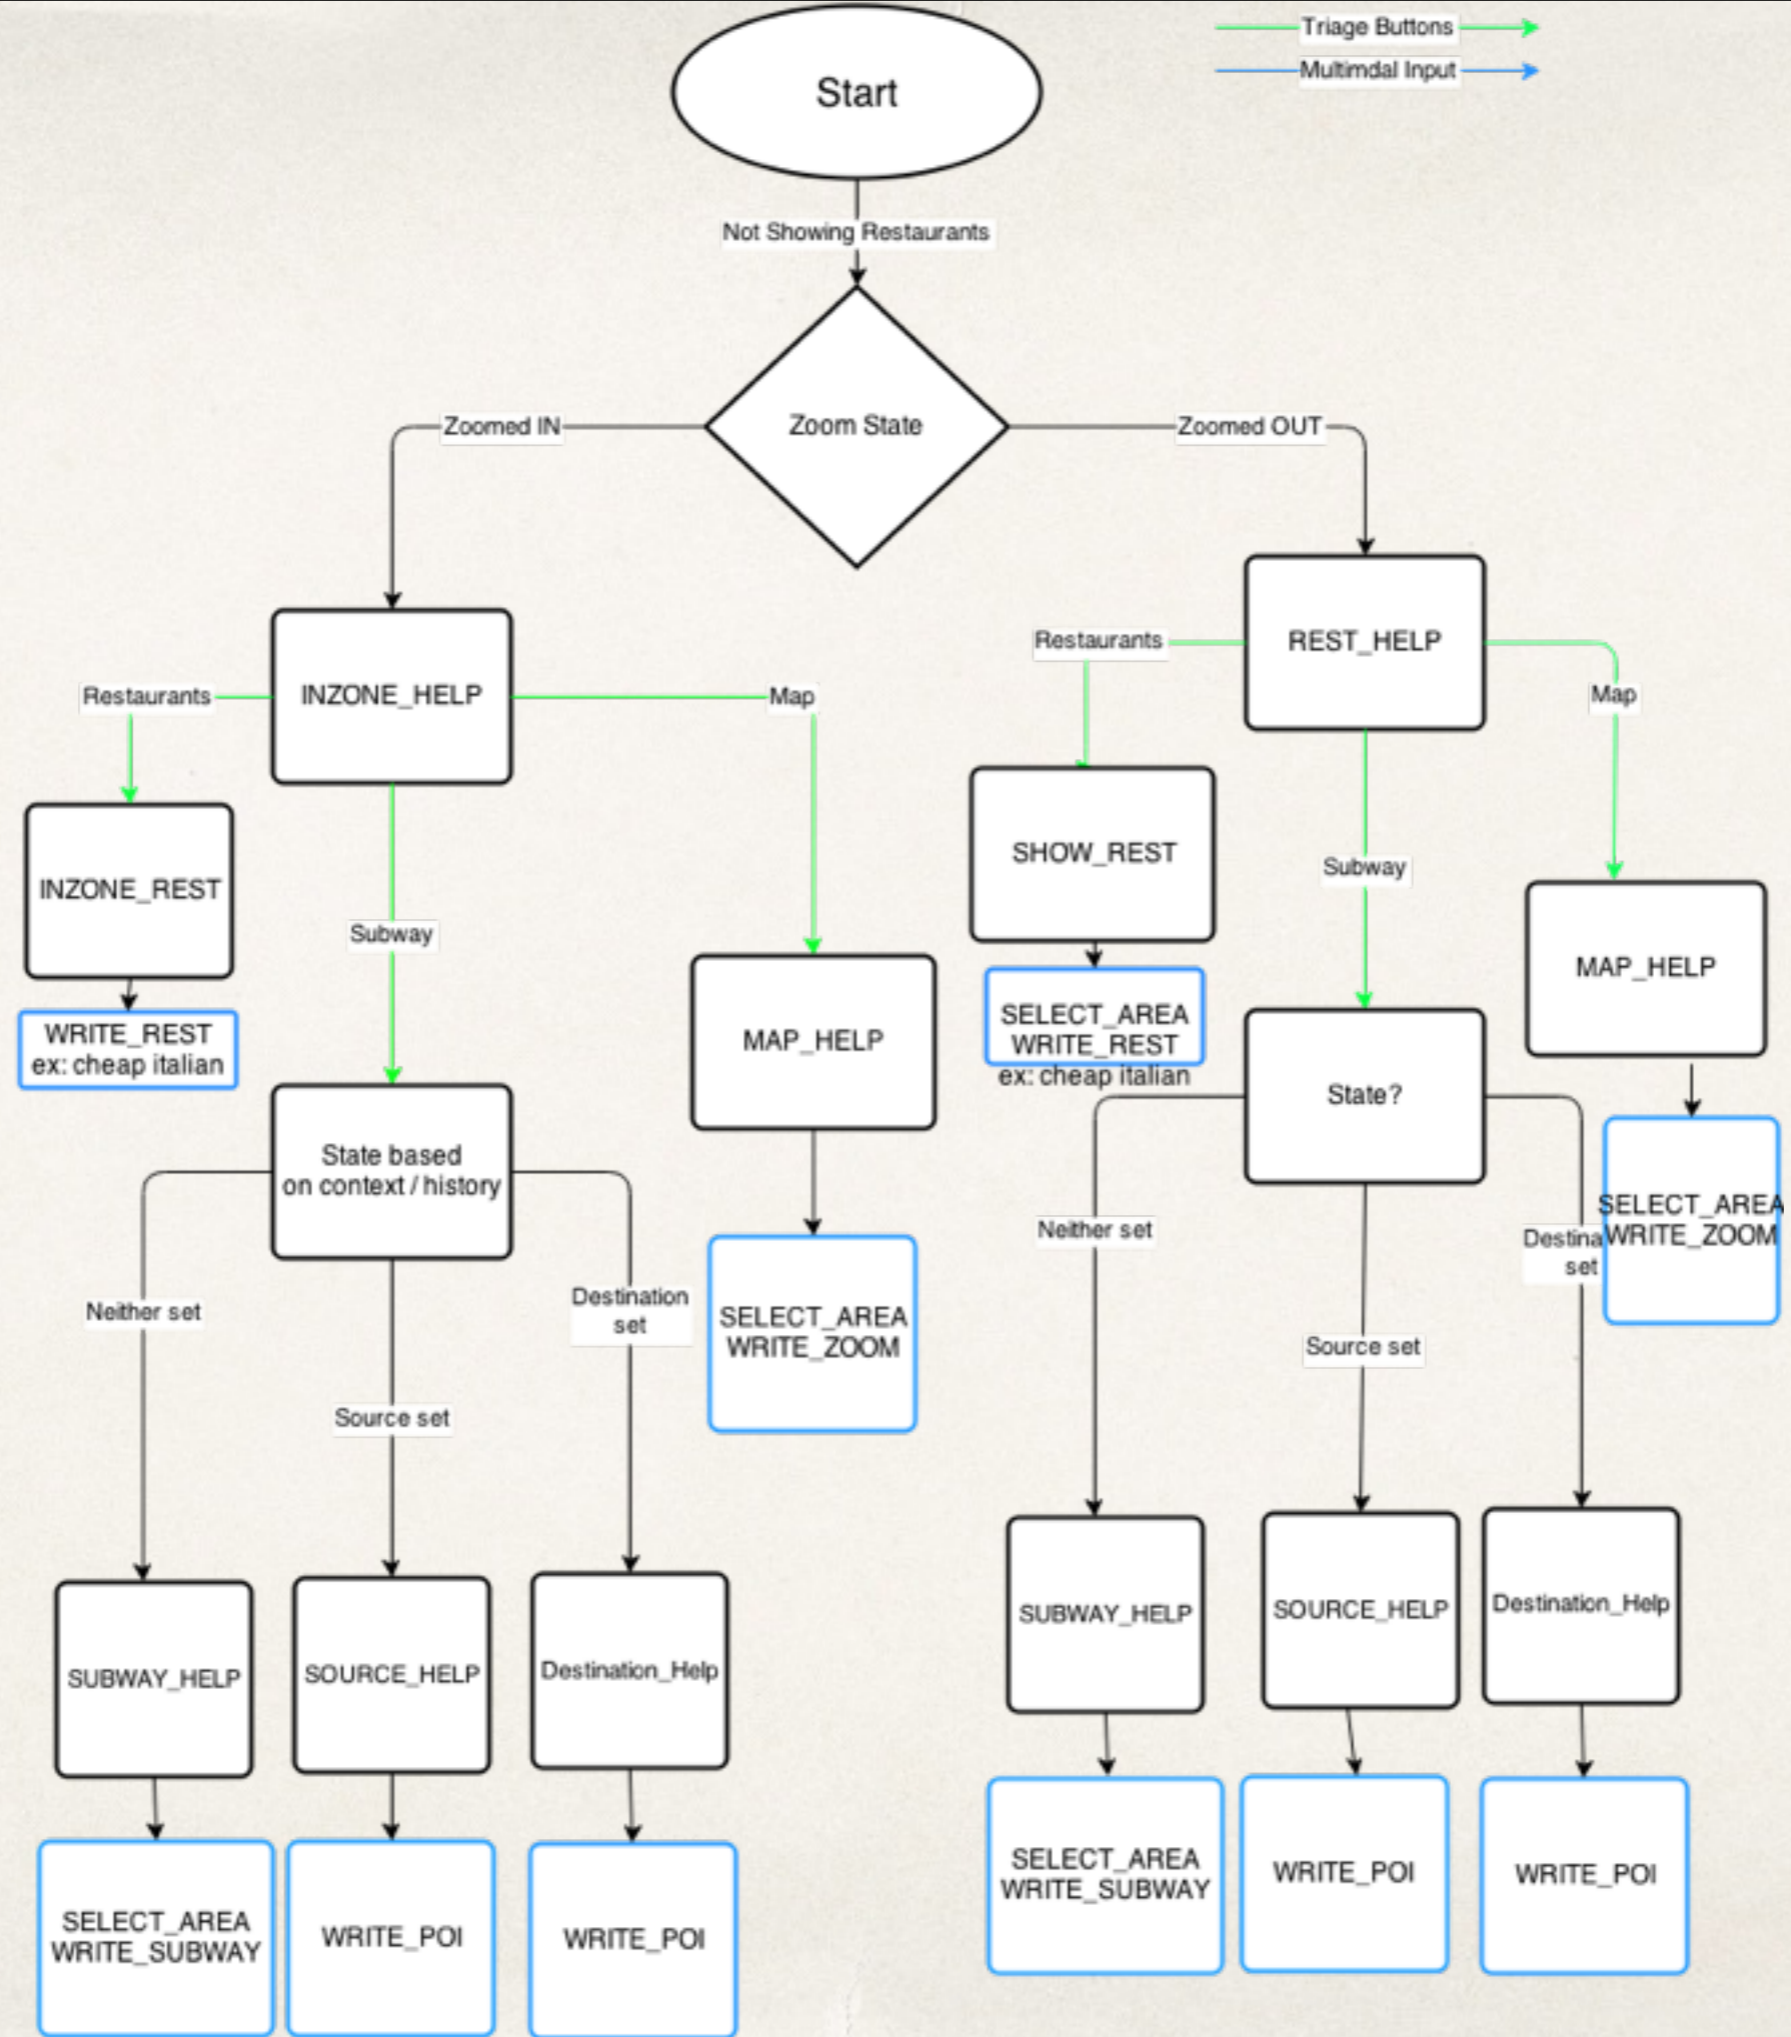 Triage Buttons
Start
Multimdal Input
Not Showing Restaurants
Zoom State
Zoomed IN
Zoomed OUT
REST_HELP
Restaurants
Map
INZONE_HELP
Restaurants
Map
SHOW_REST
Subway
INZONE_REST
Subway
MAP_HELP
SELECT_AREA
WRITE_REST
ex: cheap italian
WRITE_REST
ex: cheap italian
MAP_HELP
State?
State based
on context / history
SELECT_AREA
WRITE_ZOOM
Neither set
Destina
set
Neither set
Destination
set
SELECT_AREA
WRITE_ZOOM
Source set
Source set
SUBWAY_HELP
SOURCE_HELP
Destination_Help
SUBWAY_HELP
SOURCE_HELP
Destination_Help
SELECT_AREA
WRITE_SUBWAY
WRITE_POI
WRITE_POI
SELECT_AREA
WRITE_SUBWAY
WRITE_POI
WRITE_POI